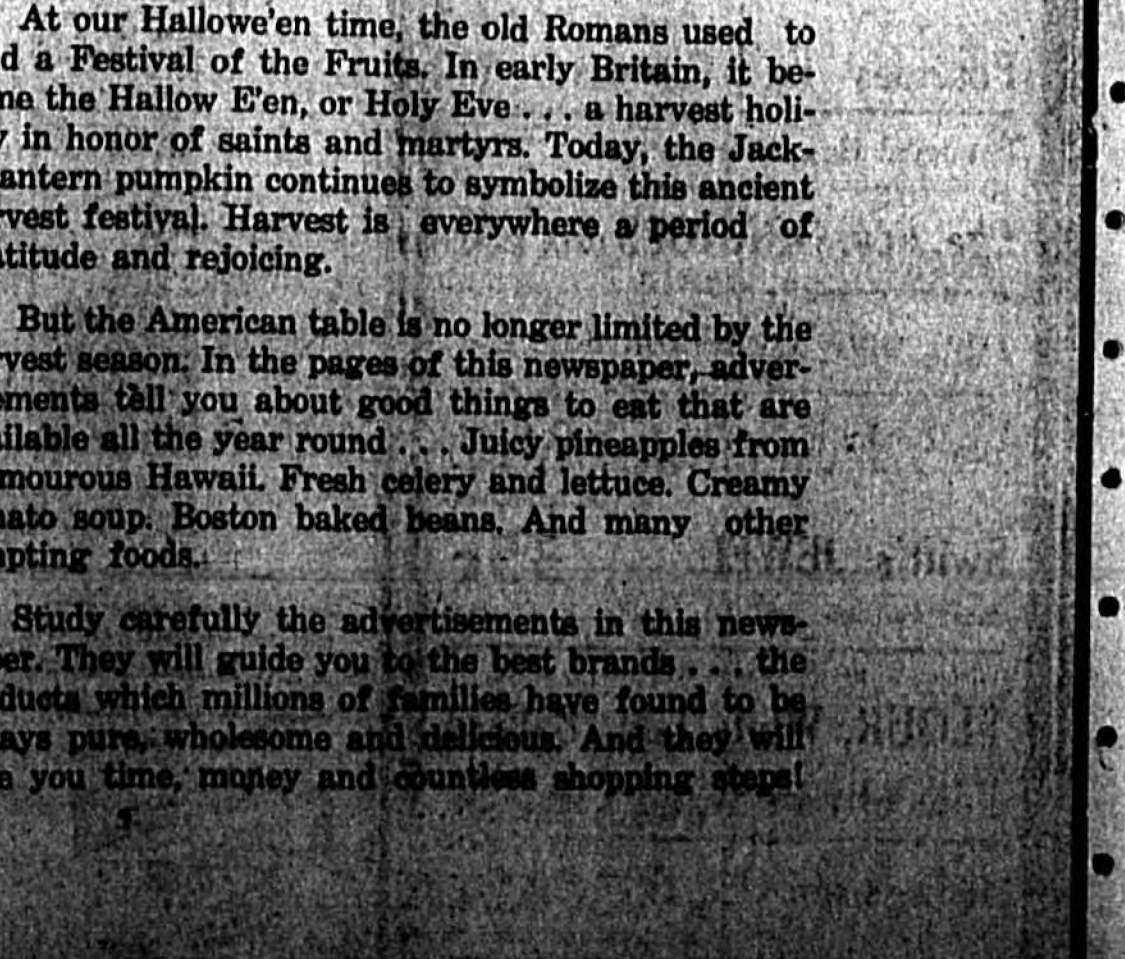 At our Hallowe'en time, the old Romans used to
d a Festival of the Fruits. In early Britain, it be-
me the Hallow E'en, or Holy Eve . . . a harvest holi-
y in honor of saints and martyrs. Today, the Jack-
antern pumpkin continues to symbolize this ancient
rvest festival. Harvest is everywhere a period of
titude and rejoicing.
But the American table is no longer limited by the
rvest season. In the pages of this newspaper, adver-
ements tell you about good things to eat that are
ilable all the year round . . . Juicy pineapples from
mourous Hawaii. Fresh celery and lettuce. Creamy
ato soup. Boston baked beans. And many other
pting foods.
Study carefully the advertisements in this news-
er. They will guide you to the best brands . . . the
ducts which millions of families have found to be
ays pure, wholesome and delicious. And they will
e you time, money and countless shopping steps!